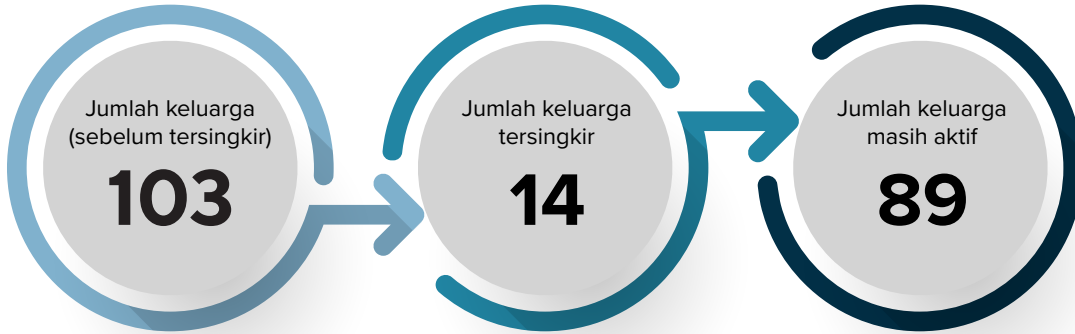 Jumlah keluarga
(sebelum tersingkir)
103
Jumlah keluarga
tersingkir
14
Jumlah keluarga
masih aktif
89